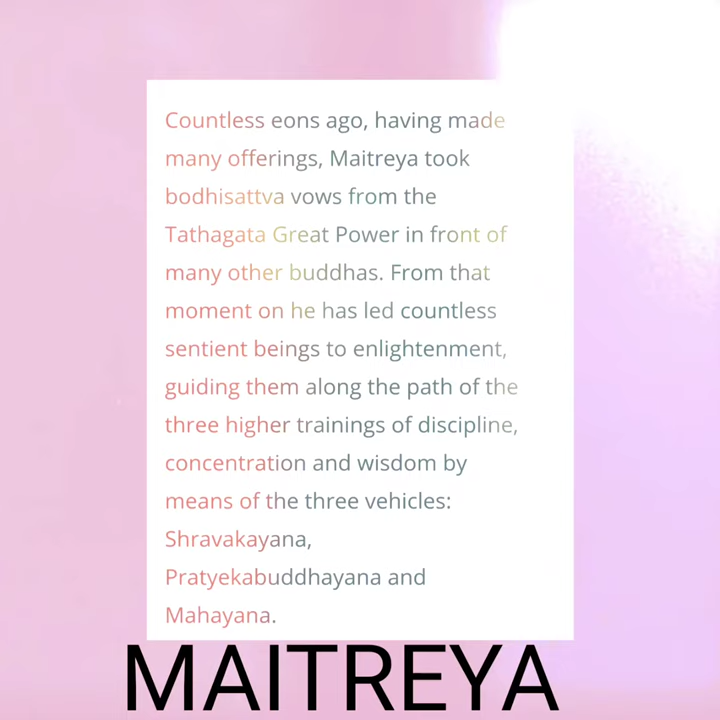 Countless eons ago, having made
many offerings, Maitreya took
bodhisattva vows from the
Tathagata Great Power in front of
many other buddhas. From that
moment on he has led countless
sentient beings to enlightenment,
guiding them along the path of the
three higher trainings of discipline,
concentration and wisdom by
means of the three vehicles:
Shravakayana,
Pratyekabuddhayana and
Mahayana.
MAITREYA